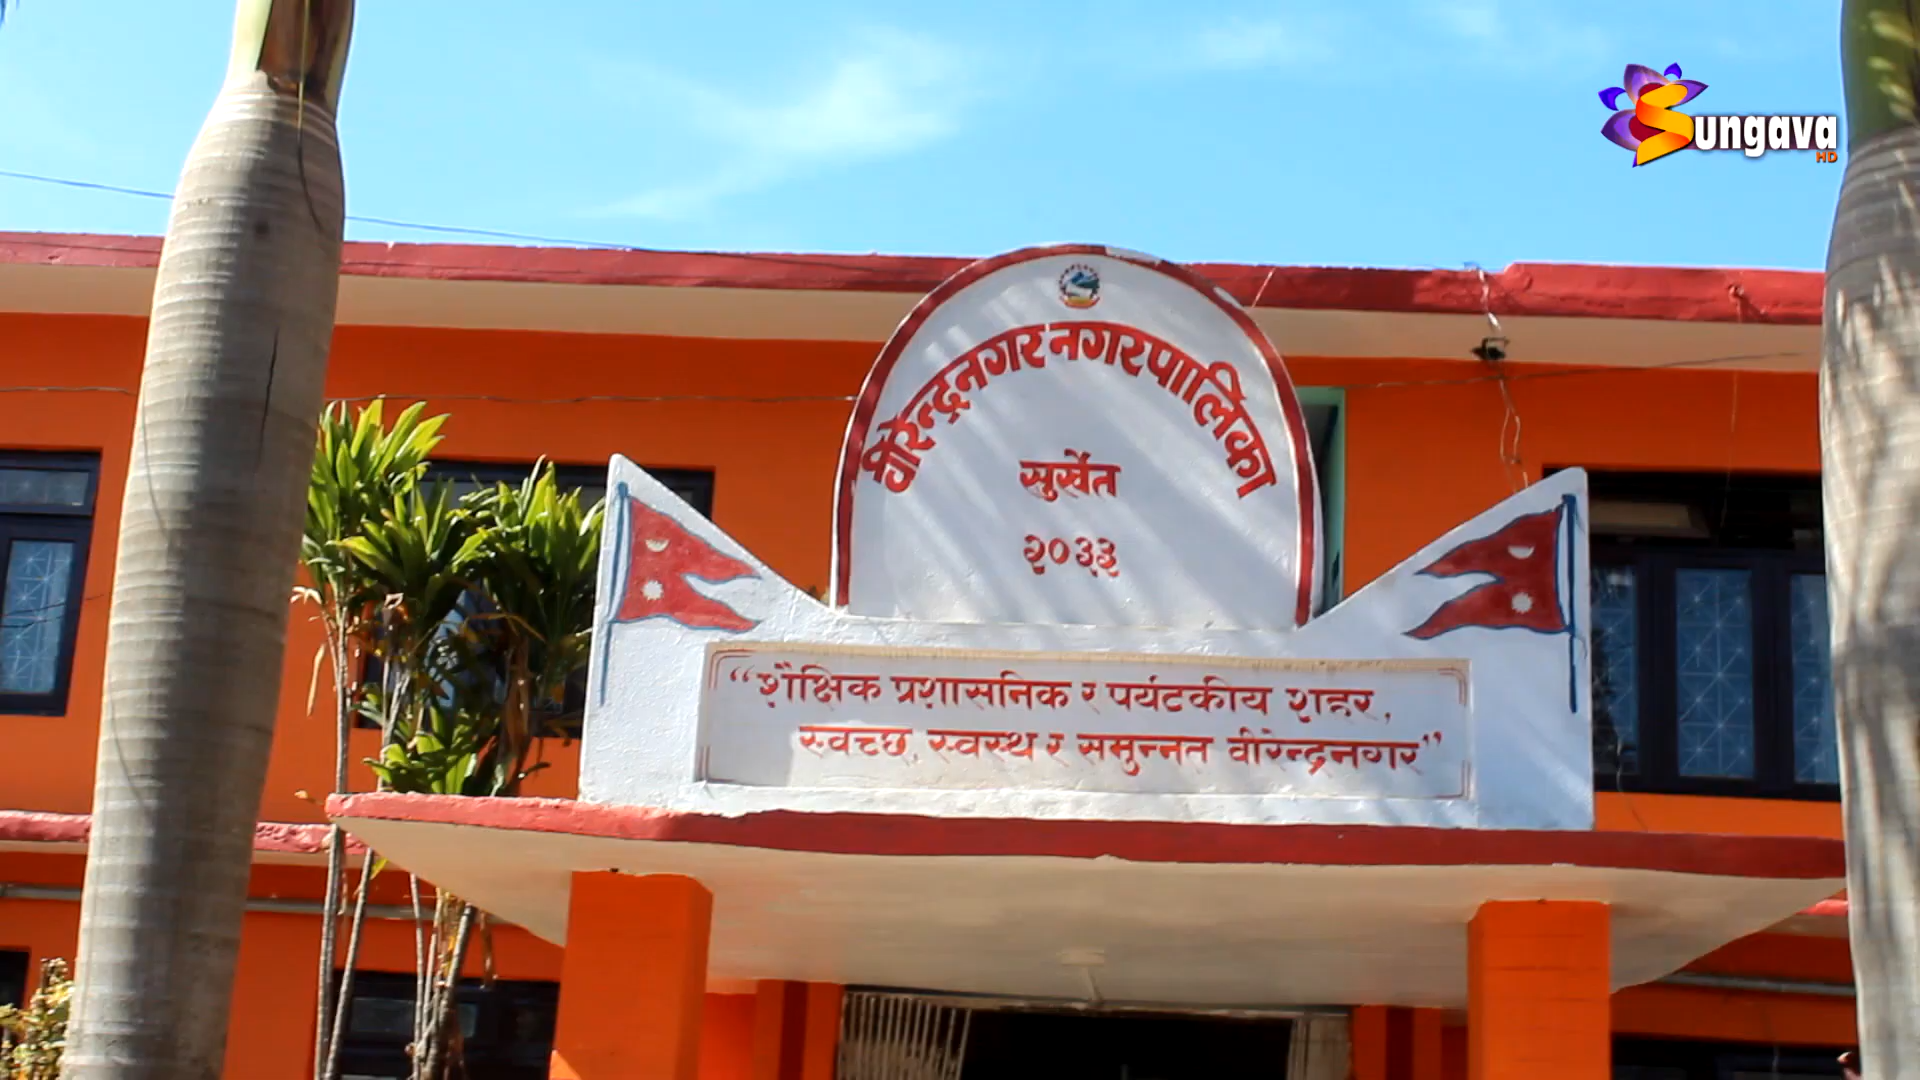 Sungava
HD
वीरेन्द्रनगर नगरपालिका
सुर्खेत
२०३३
“शैक्षिक प्रशासनिक र पर्यटकीय शहर,
स्वच्छ, स्वस्थ र समुन्नत वीरेन्द्रनगर”